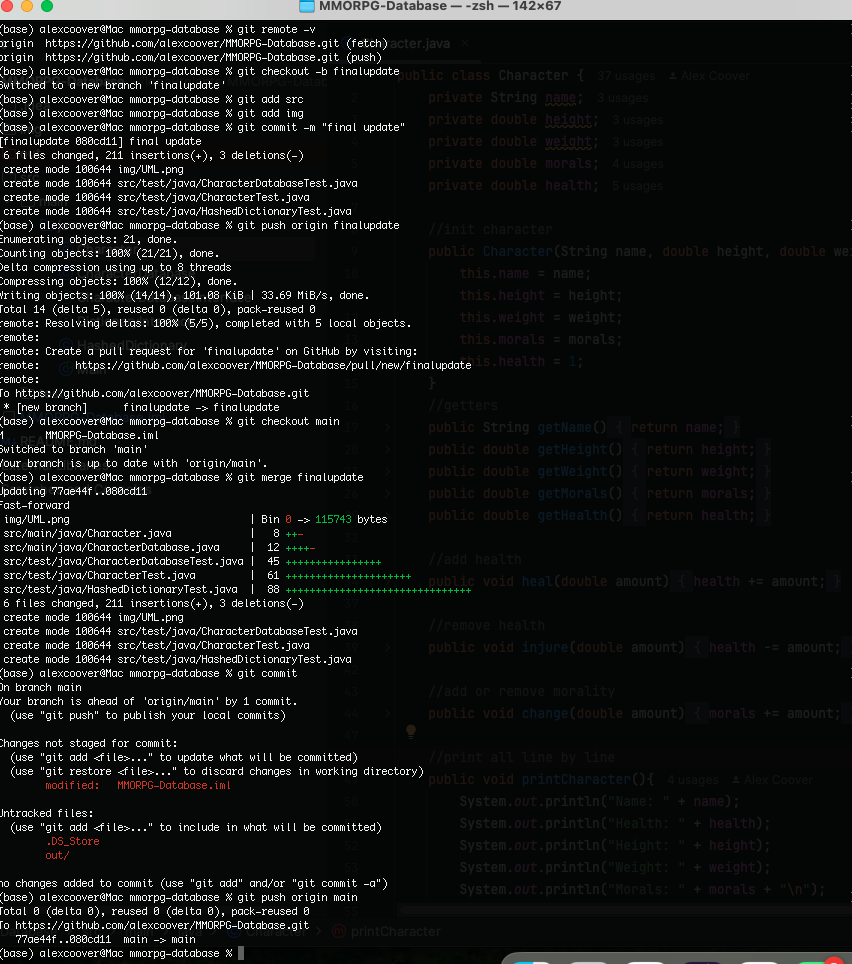 MMORPG-Database — -zsh — 142×67
(base) alexcoover@Mac mmorpg-database % git remote -v
origin  https://github.com/alexcoover/MMORPG-Database.git (fetch)
origin  https://github.com/alexcoover/MMORPG-Database.git (push)
(base) alexcoover@Mac mmorpg-database % git checkout -b finalupdate
Switched to a new branch 'finalupdate'
(base) alexcoover@Mac mmorpg-database % git add src
(base) alexcoover@Mac mmorpg-database % git add img
(base) alexcoover@Mac mmorpg-database % git commit -m "final update"
[finalupdate 080cd11] final update
 6 files changed, 211 insertions(+), 3 deletions(-)
 create mode 100644 img/UML.png
 create mode 100644 src/test/java/CharacterDatabaseTest.java
 create mode 100644 src/test/java/CharacterTest.java
 create mode 100644 src/test/java/HashedDictionaryTest.java
(base) alexcoover@Mac mmorpg-database % git push origin finalupdate
Enumerating objects: 21, done.
Counting objects: 100% (21/21), done.
Delta compression using up to 8 threads
Compressing objects: 100% (12/12), done.
Writing objects: 100% (14/14), 101.08 KiB | 33.69 MiB/s, done.
Total 14 (delta 5), reused 0 (delta 0), pack-reused 0
remote: Resolving deltas: 100% (5/5), completed with 5 local objects.
remote:
remote: Create a pull request for 'finalupdate' on GitHub by visiting:
remote:      https://github.com/alexcoover/MMORPG-Database/pull/new/finalupdate
remote:
To https://github.com/alexcoover/MMORPG-Database.git
 * [new branch]      finalupdate -> finalupdate
(base) alexcoover@Mac mmorpg-database % git checkout main
M       MMORPG-Database.iml
Switched to branch 'main'
Your branch is up to date with 'origin/main'.
(base) alexcoover@Mac mmorpg-database % git merge finalupdate
Updating 77ae44f..080cd11
Fast-forward
 img/UML.png                             | Bin 0 -> 115743 bytes
 src/main/java/Character.java            |   8 ++-
 src/main/java/CharacterDatabase.java    |  12 ++++-
 src/test/java/CharacterDatabaseTest.java |  45 ++++++++++++++++
 src/test/java/CharacterTest.java        |  61 +++++++++++++++++++++
 src/test/java/HashedDictionaryTest.java |  88 +++++++++++++++++++++++++++++++
 6 files changed, 211 insertions(+), 3 deletions(-)
 create mode 100644 img/UML.png
 create mode 100644 src/test/java/CharacterDatabaseTest.java
 create mode 100644 src/test/java/CharacterTest.java
 create mode 100644 src/test/java/HashedDictionaryTest.java
(base) alexcoover@Mac mmorpg-database % git commit
On branch main
Your branch is ahead of 'origin/main' by 1 commit.
  (use "git push" to publish your local commits)
Changes not staged for commit:
  (use "git add <file>..." to update what will be committed)
  (use "git restore <file>..." to discard changes in working directory)
        modified:   MMORPG-Database.iml
Untracked files:
  (use "git add <file>..." to include in what will be committed)
        .DS_Store
        out/
no changes added to commit (use "git add" and/or "git commit -a")
(base) alexcoover@Mac mmorpg-database % git push origin main
Total 0 (delta 0), reused 0 (delta 0), pack-reused 0
To https://github.com/alexcoover/MMORPG-Database.git
   77ae44f..080cd11  main -> main
(base) alexcoover@Mac mmorpg-database %
public class Character {  37 usages  Alex Coover
private String name;  3 usages
private double height;  3 usages
private double weight;  3 usages
private double morals;  4 usages
private double health;  5 usages
//init character
public Character(String name, double height, double we
this.name = name;
this.height = height;
this.weight = weight;
this.morals = morals;
this.health = 1;
}
//getters
public String getName() { return name; }
public double getHeight() { return height; }
public double getWeight() { return weight; }
public double getMorals() { return morals; }
public double getHealth() { return health; }
//add health
public void heal(double amount) { health += amount; }
//remove health
public void injure(double amount) { health -= amount;
//add or remove morality
public void change(double amount) { morals += amount;
//print all line by line
public void printCharacter(){  4 usages  Alex Coover
System.out.println("Name: " + name);
System.out.println("Health: " + health);
System.out.println("Height: " + height);
System.out.println("Weight: " + weight);
System.out.println("Morals: " + morals + "\n");
printCharacter